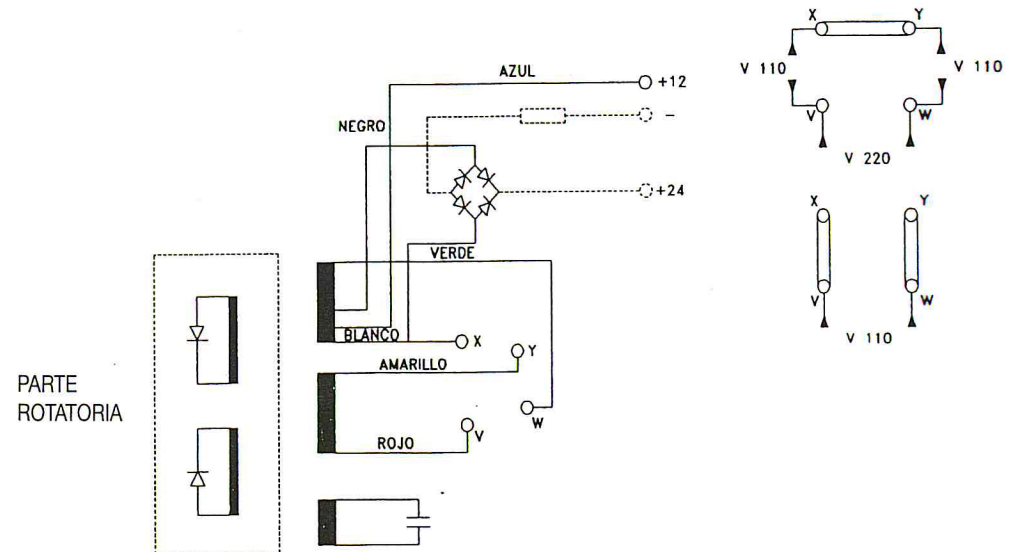 AZUL
+12
NEGRO
-
+24
VERDE
BLANCO
X
AMARILLO
Y
W
ROJO
V
PARTE
ROTATORIA
X
Y
V 110
V 110
V
W
V 220
X
Y
V
W
V 110